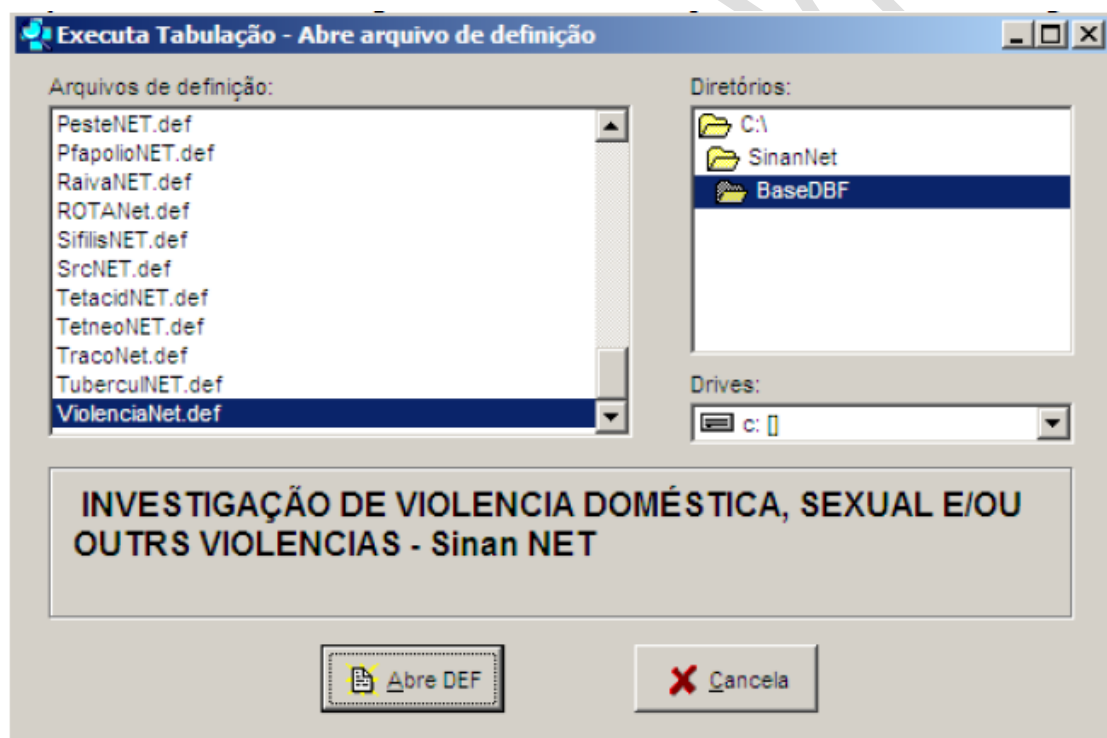 Executa Tabulação - Abre arquivo de definição
Arquivos de definição:
PesteNET.def
PfapolioNET.def
RaivaNET.def
ROTANet.def
SifilisNET.def
SrcNET.def
TetacidNET.def
TetneoNET.def
TracoNet.def
TuberculNET.def
ViolenciaNet.def
Diretórios:
C:\
SinanNet
BaseDBF
Drives:
c: []
INVESTIGAÇÃO DE VIOLENCIA DOMÉSTICA, SEXUAL E/OU
OUTRS VIOLENCIAS - Sinan NET
Abre DEF
Cancela